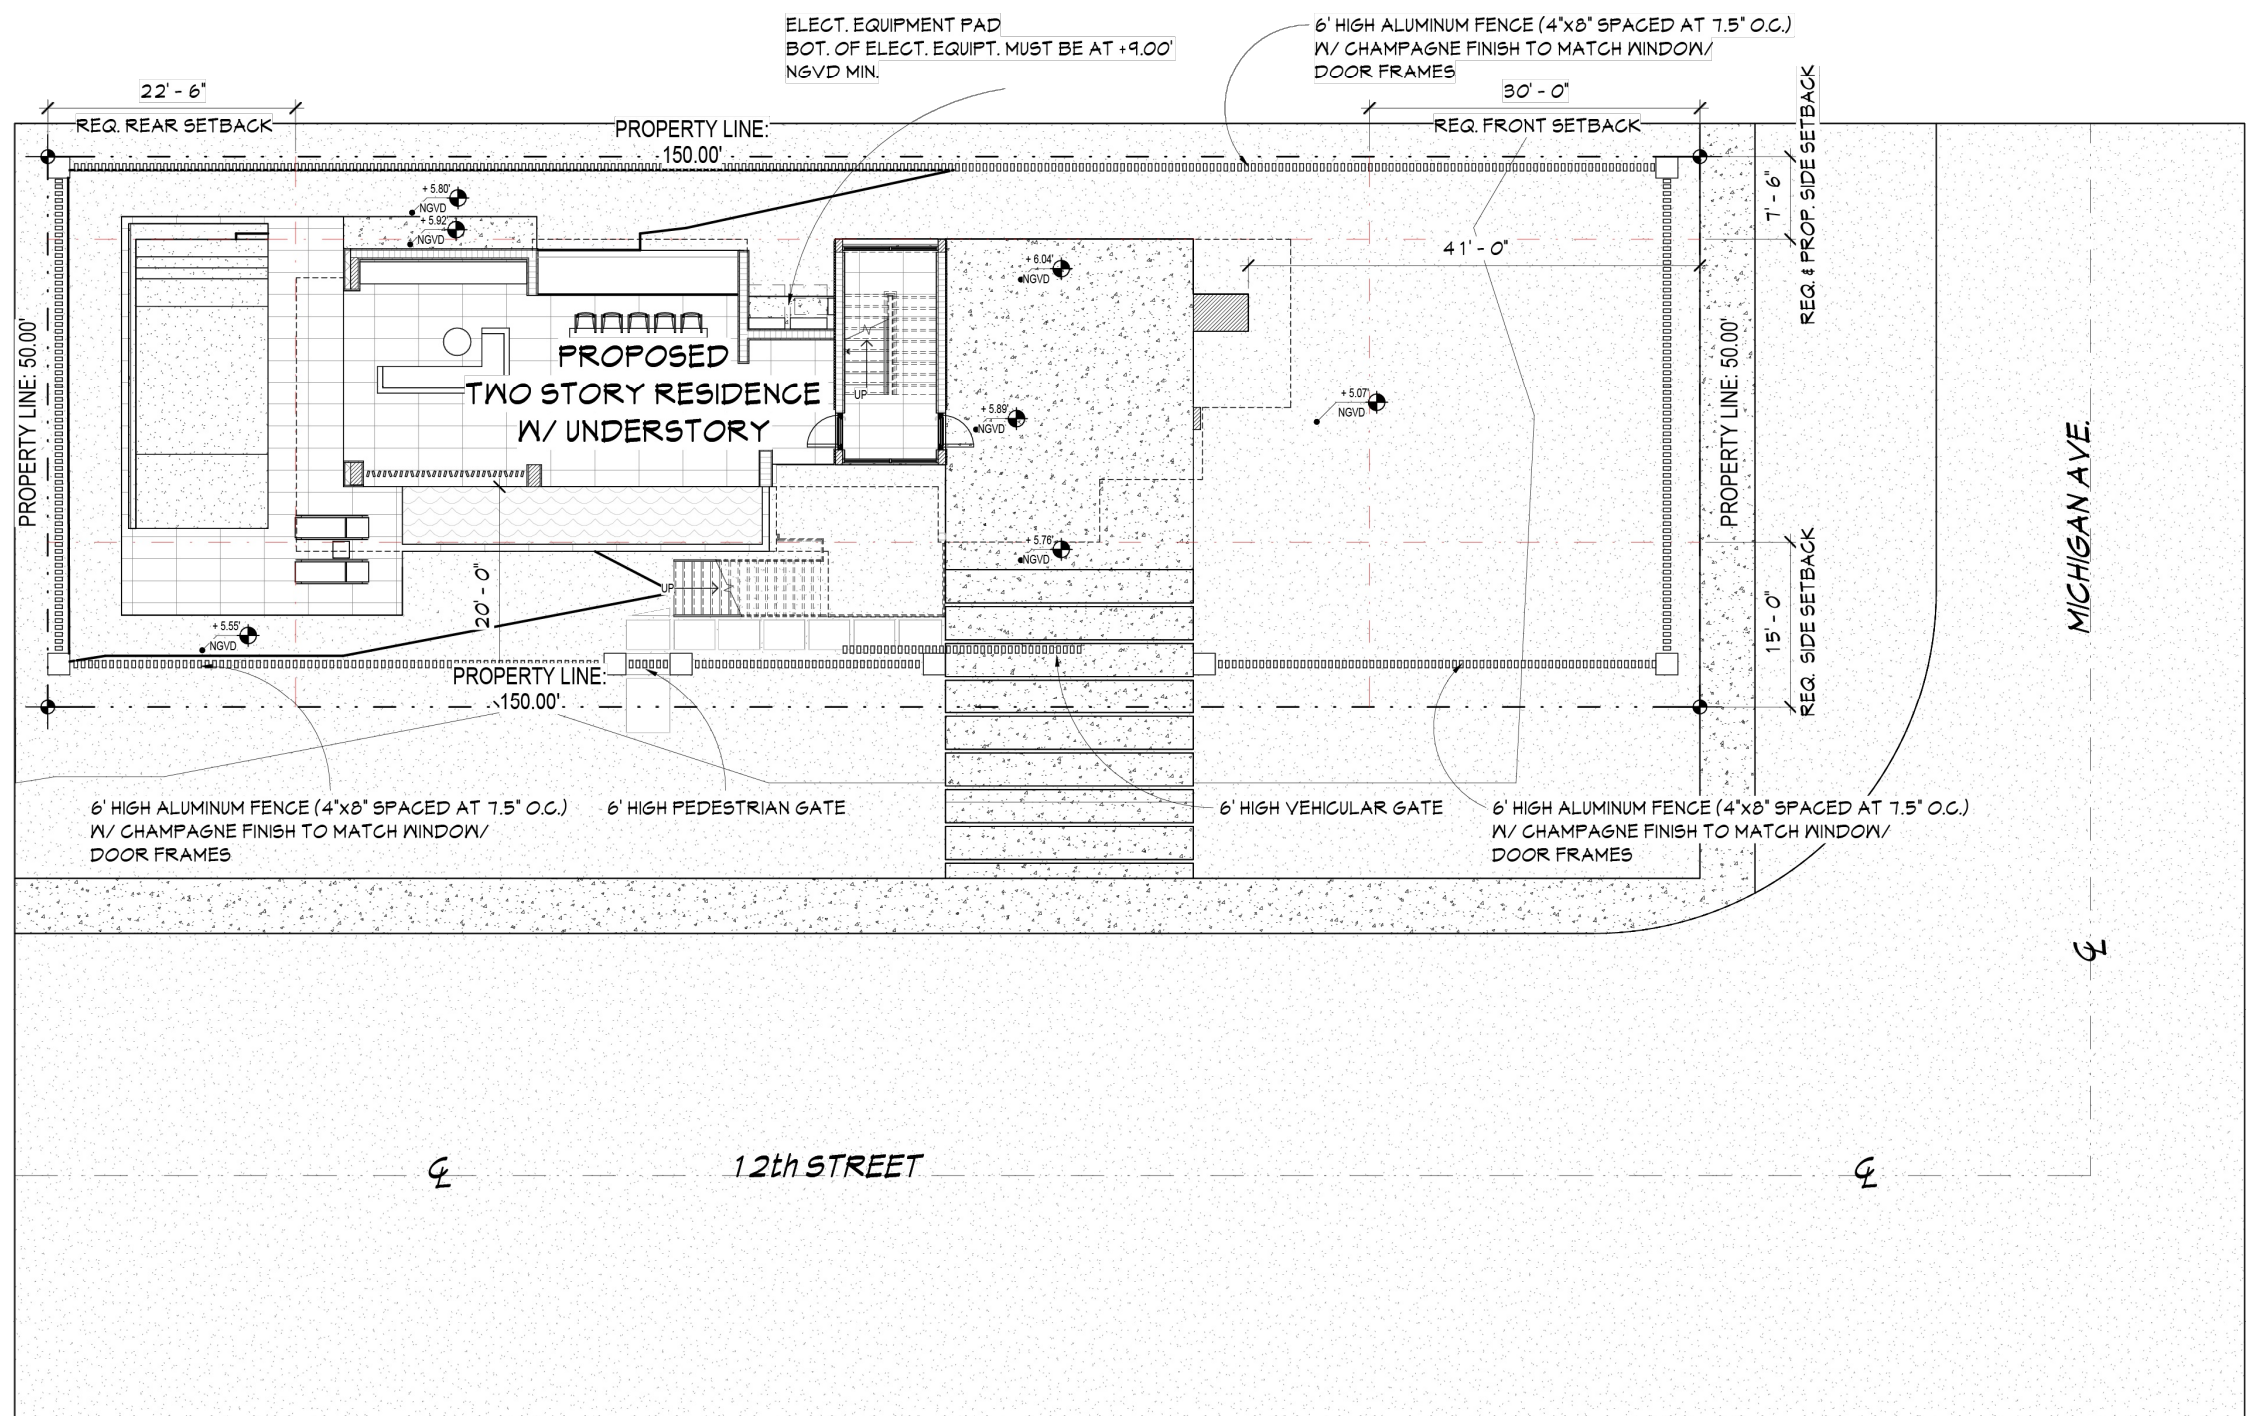 ELECT. EQUIPMENT PAD
BOT. OF ELECT. EQUIPT. MUST BE AT +9.00'
NGVD MIN.
6' HIGH ALUMINUM FENCE (4"x8" SPACED AT 7.5" O.C.)
W/ CHAMPAGNE FINISH TO MATCH WINDOW/
DOOR FRAMES
22' - 6"
REQ. REAR SETBACK
PROPERTY LINE:
150.00'
30' - 0"
REQ. FRONT SETBACK
REQ. & PROP. SIDE SETBACK
7' - 6"
41' - 0"
+ 5.80'
NGVD
+ 5.92'
NGVD
+ 6.04'
NGVD
PROPERTY LINE: 50.00'
PROPOSED
TWO STORY RESIDENCE
W/ UNDERSTORY
UP
+ 5.89'
NGVD
+ 5.07'
NGVD
PROPERTY LINE: 50.00'
MICHIGAN AVE.
+ 5.76'
NGVD
UP
20' - 0"
15' - 0"
REQ. SIDE SETBACK
+ 5.55'
NGVD
PROPERTY LINE:
150.00'
6' HIGH ALUMINUM FENCE (4"x8" SPACED AT 7.5" O.C.)
W/ CHAMPAGNE FINISH TO MATCH WINDOW/
DOOR FRAMES
6' HIGH PEDESTRIAN GATE
6' HIGH VEHICULAR GATE
6' HIGH ALUMINUM FENCE (4"x8" SPACED AT 7.5" O.C.)
W/ CHAMPAGNE FINISH TO MATCH WINDOW/
DOOR FRAMES
℄
℄
12th STREET
℄